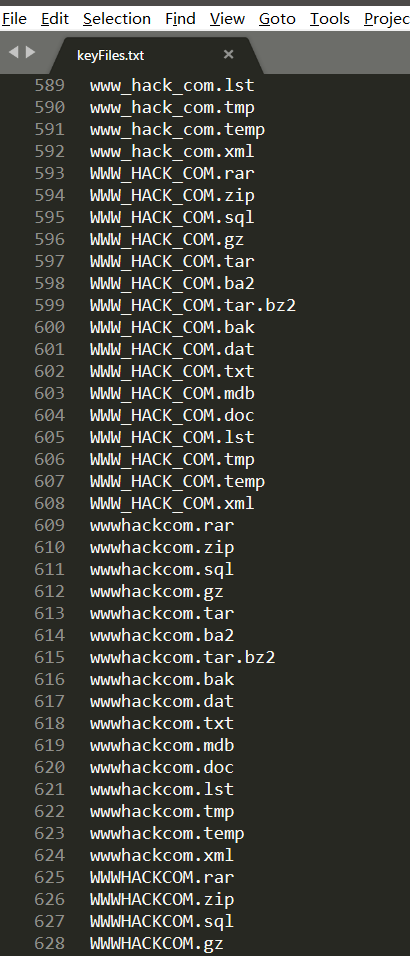 File Edit Selection Find View Goto Tools Projec
keyFiles.txt
589 www_hack_com.lst
590 www_hack_com.tmp
591 www_hack_com.temp
592 www_hack_com.xml
593 WWW_HACK_COM.rar
594 WWW_HACK_COM.zip
595 WWW_HACK_COM.sql
596 WWW_HACK_COM.gz
597 WWW_HACK_COM.tar
598 WWW_HACK_COM.ba2
599 WWW_HACK_COM.tar.bz2
600 WWW_HACK_COM.bak
601 WWW_HACK_COM.dat
602 WWW_HACK_COM.txt
603 WWW_HACK_COM.mdb
604 WWW_HACK_COM.doc
605 WWW_HACK_COM.lst
606 WWW_HACK_COM.tmp
607 WWW_HACK_COM.temp
608 WWW_HACK_COM.xml
609 wwwhackcom.rar
610 wwwhackcom.zip
611 wwwhackcom.sql
612 wwwhackcom.gz
613 wwwhackcom.tar
614 wwwhackcom.ba2
615 wwwhackcom.tar.bz2
616 wwwhackcom.bak
617 wwwhackcom.dat
618 wwwhackcom.txt
619 wwwhackcom.mdb
620 wwwhackcom.doc
621 wwwhackcom.lst
622 wwwhackcom.tmp
623 wwwhackcom.temp
624 wwwhackcom.xml
625 WWWHACKCOM.rar
626 WWWHACKCOM.zip
627 WWWHACKCOM.sql
628 WWWHACKCOM.gz